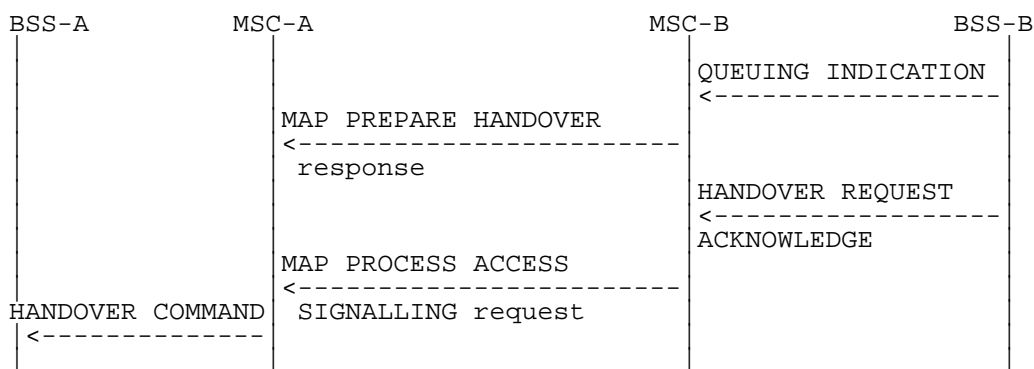 BSS-A MSC-A MSC-B BSS-B
QUEUING INDICATION
MAP PREPARE HANDOVER
response
HANDOVER REQUEST
ACKNOWLEDGE
MAP PROCESS ACCESS
HANDOVER COMMAND SIGNALLING request